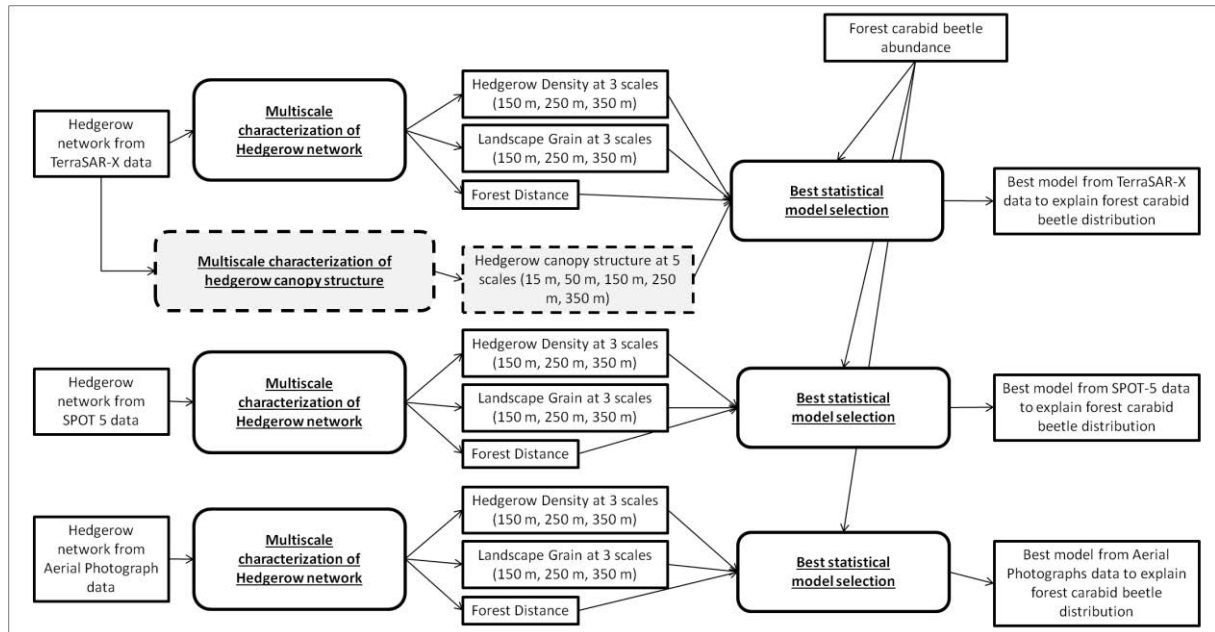 Forest carabid beetle
abundance
Hedgerow
network from
TerraSAR-X data
Multiscale
characterization of
Hedgerow network
Hedgerow Density at 3 scales
(150 m, 250 m, 350 m)
Landscape Grain at 3 scales
(150 m, 250 m, 350 m)
Forest Distance
Best statistical
model selection
Best model from TerraSAR-X
data to explain forest carabid
beetle distribution
Multiscale characterization of
hedgerow canopy structure
Hedgerow canopy structure at 5
scales (15 m, 50 m, 150 m, 250
m, 350 m)
Hedgerow
network from
SPOT 5 data
Multiscale
characterization of
Hedgerow network
Hedgerow Density at 3 scales
(150 m, 250 m, 350 m)
Landscape Grain at 3 scales
(150 m, 250 m, 350 m)
Forest Distance
Best statistical
model selection
Best model from SPOT-5 data
to explain forest carabid
beetle distribution
Hedgerow
network from
Aerial Photograph
data
Multiscale
characterization of
Hedgerow network
Hedgerow Density at 3 scales
(150 m, 250 m, 350 m)
Landscape Grain at 3 scales
(150 m, 250 m, 350 m)
Forest Distance
Best statistical
model selection
Best model from Aerial
Photographs data to explain
forest carabid beetle
distribution